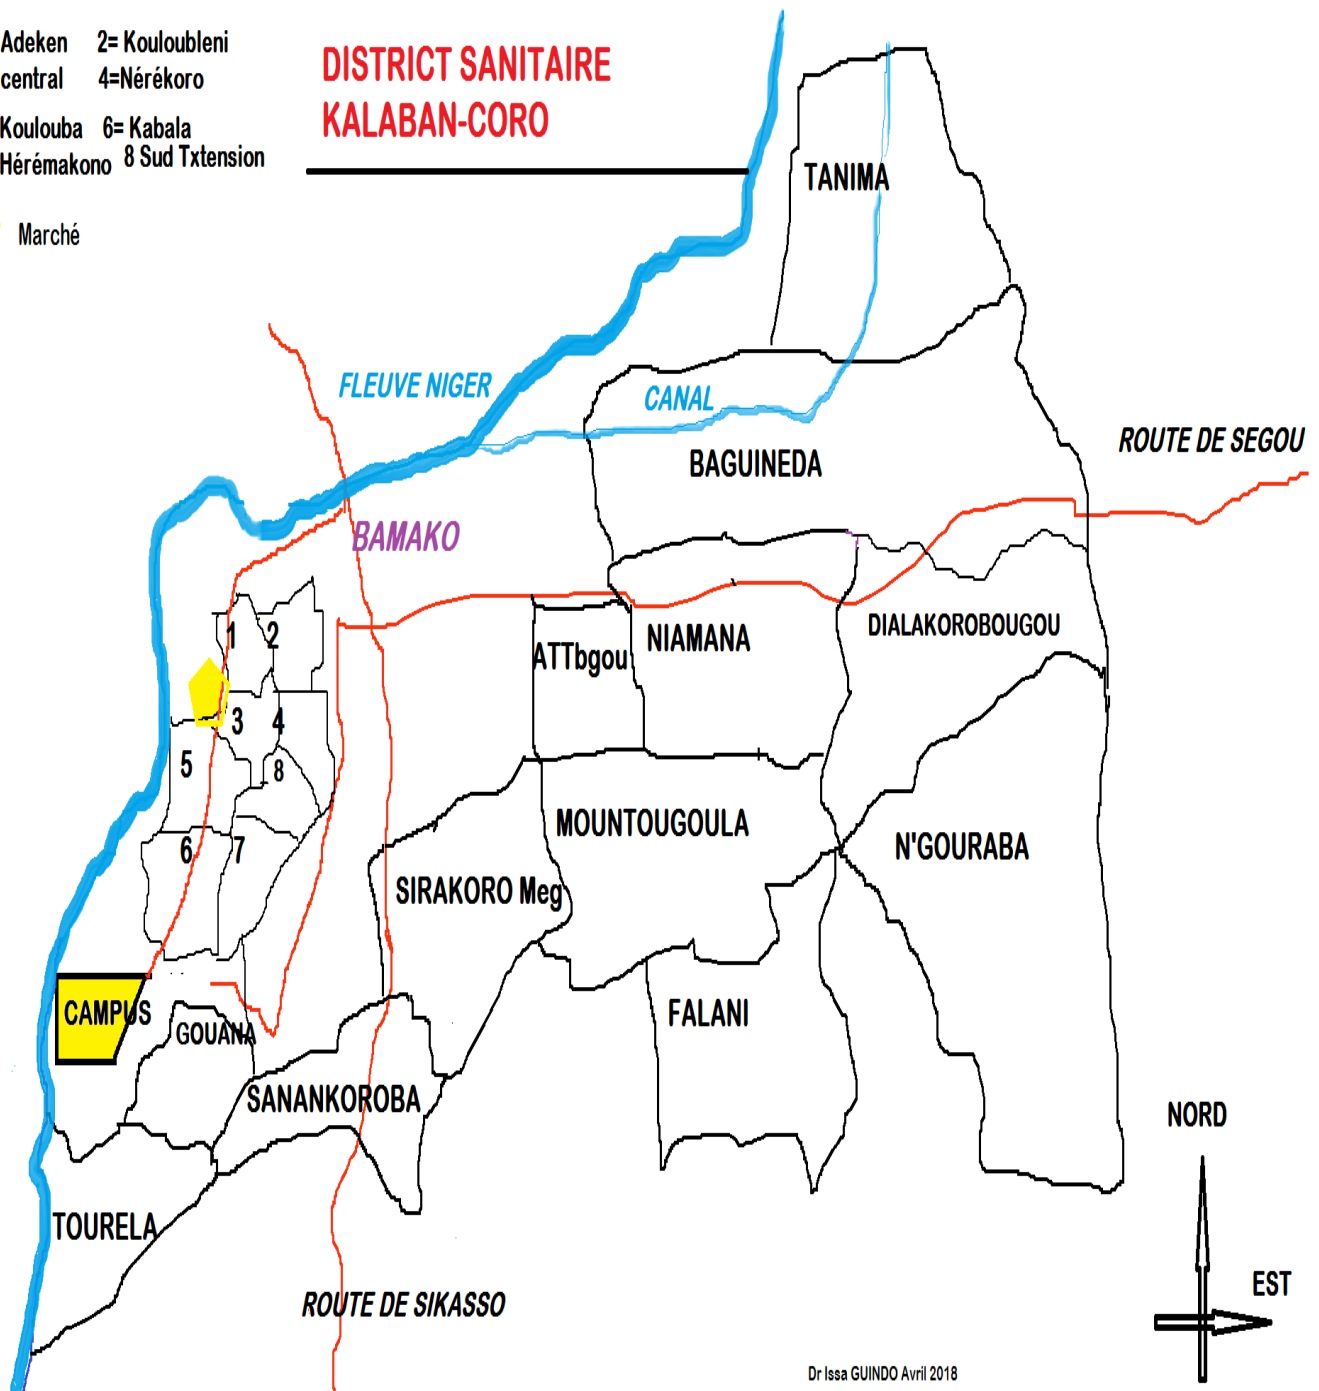 Adeken 2= Kouloubleni
central 4=Nérékoro
Koulouba 6= Kabala
Hérémakono 8 Sud Txtension
Marché
DISTRICT SANITAIRE
KALABAN-CORO
TANIMA
FLEUVE NIGER
CANAL
ROUTE DE SEGOU
BAGUINEDA
BAMAKO
1
2
ATTbgou
NIAMANA
DIALAKOROBOUGOU
3
4
5
8
6
7
MOUNTOUGOULA
N'GOURABA
SIRAKORO Meg
CAMPUS
GOUANA
FALANI
SANANKOROBA
TOURELA
ROUTE DE SIKASSO
NORD
EST
Dr Issa GUINDO Avril 2018